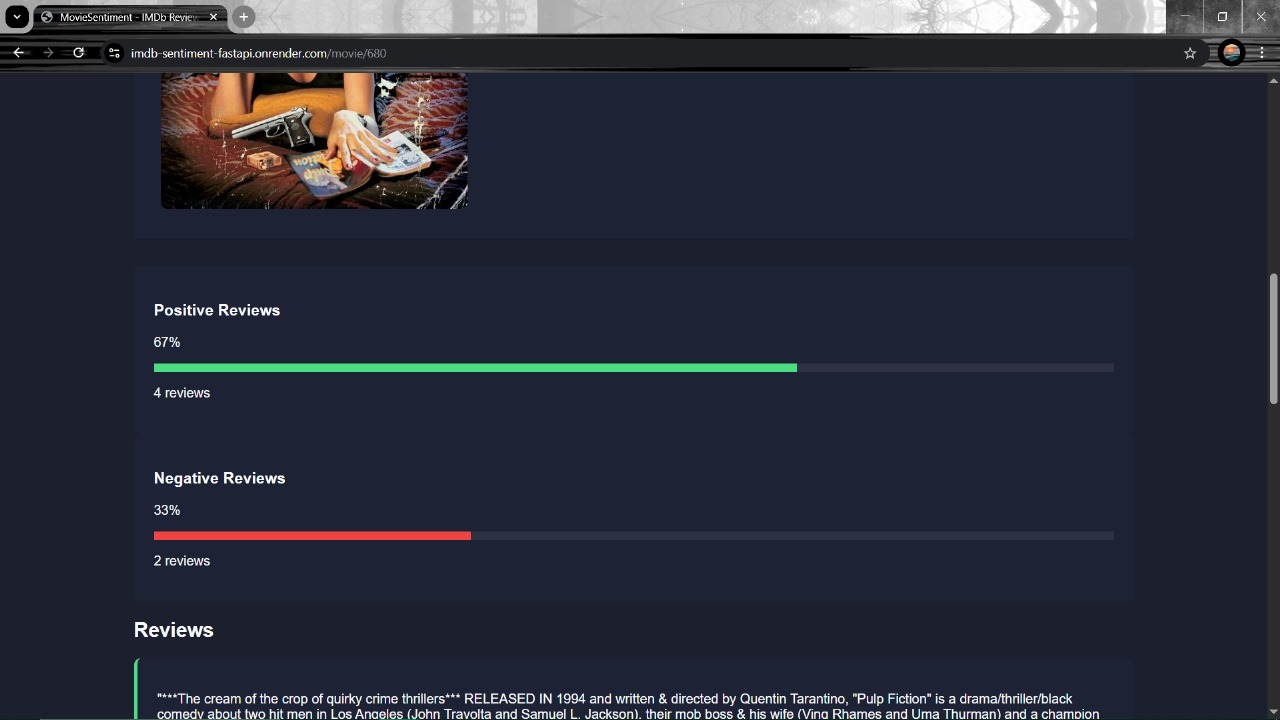 MovieSentiment - IMDb Review
imdb-sentiment-fastapi.onrender.com/movie/680
Positive Reviews
67%
4 reviews
Negative Reviews
33%
2 reviews
Reviews
"***The cream of the crop of quirky crime thrillers*** RELEASED IN 1994 and written & directed by Quentin Tarantino, "Pulp Fiction" is a drama/thriller/black
comedy about two hit men in Los Angeles (John Travolta and Samuel L. Jackson), their mob boss & his wife (Ving Rhames and Uma Thurman) and a champion